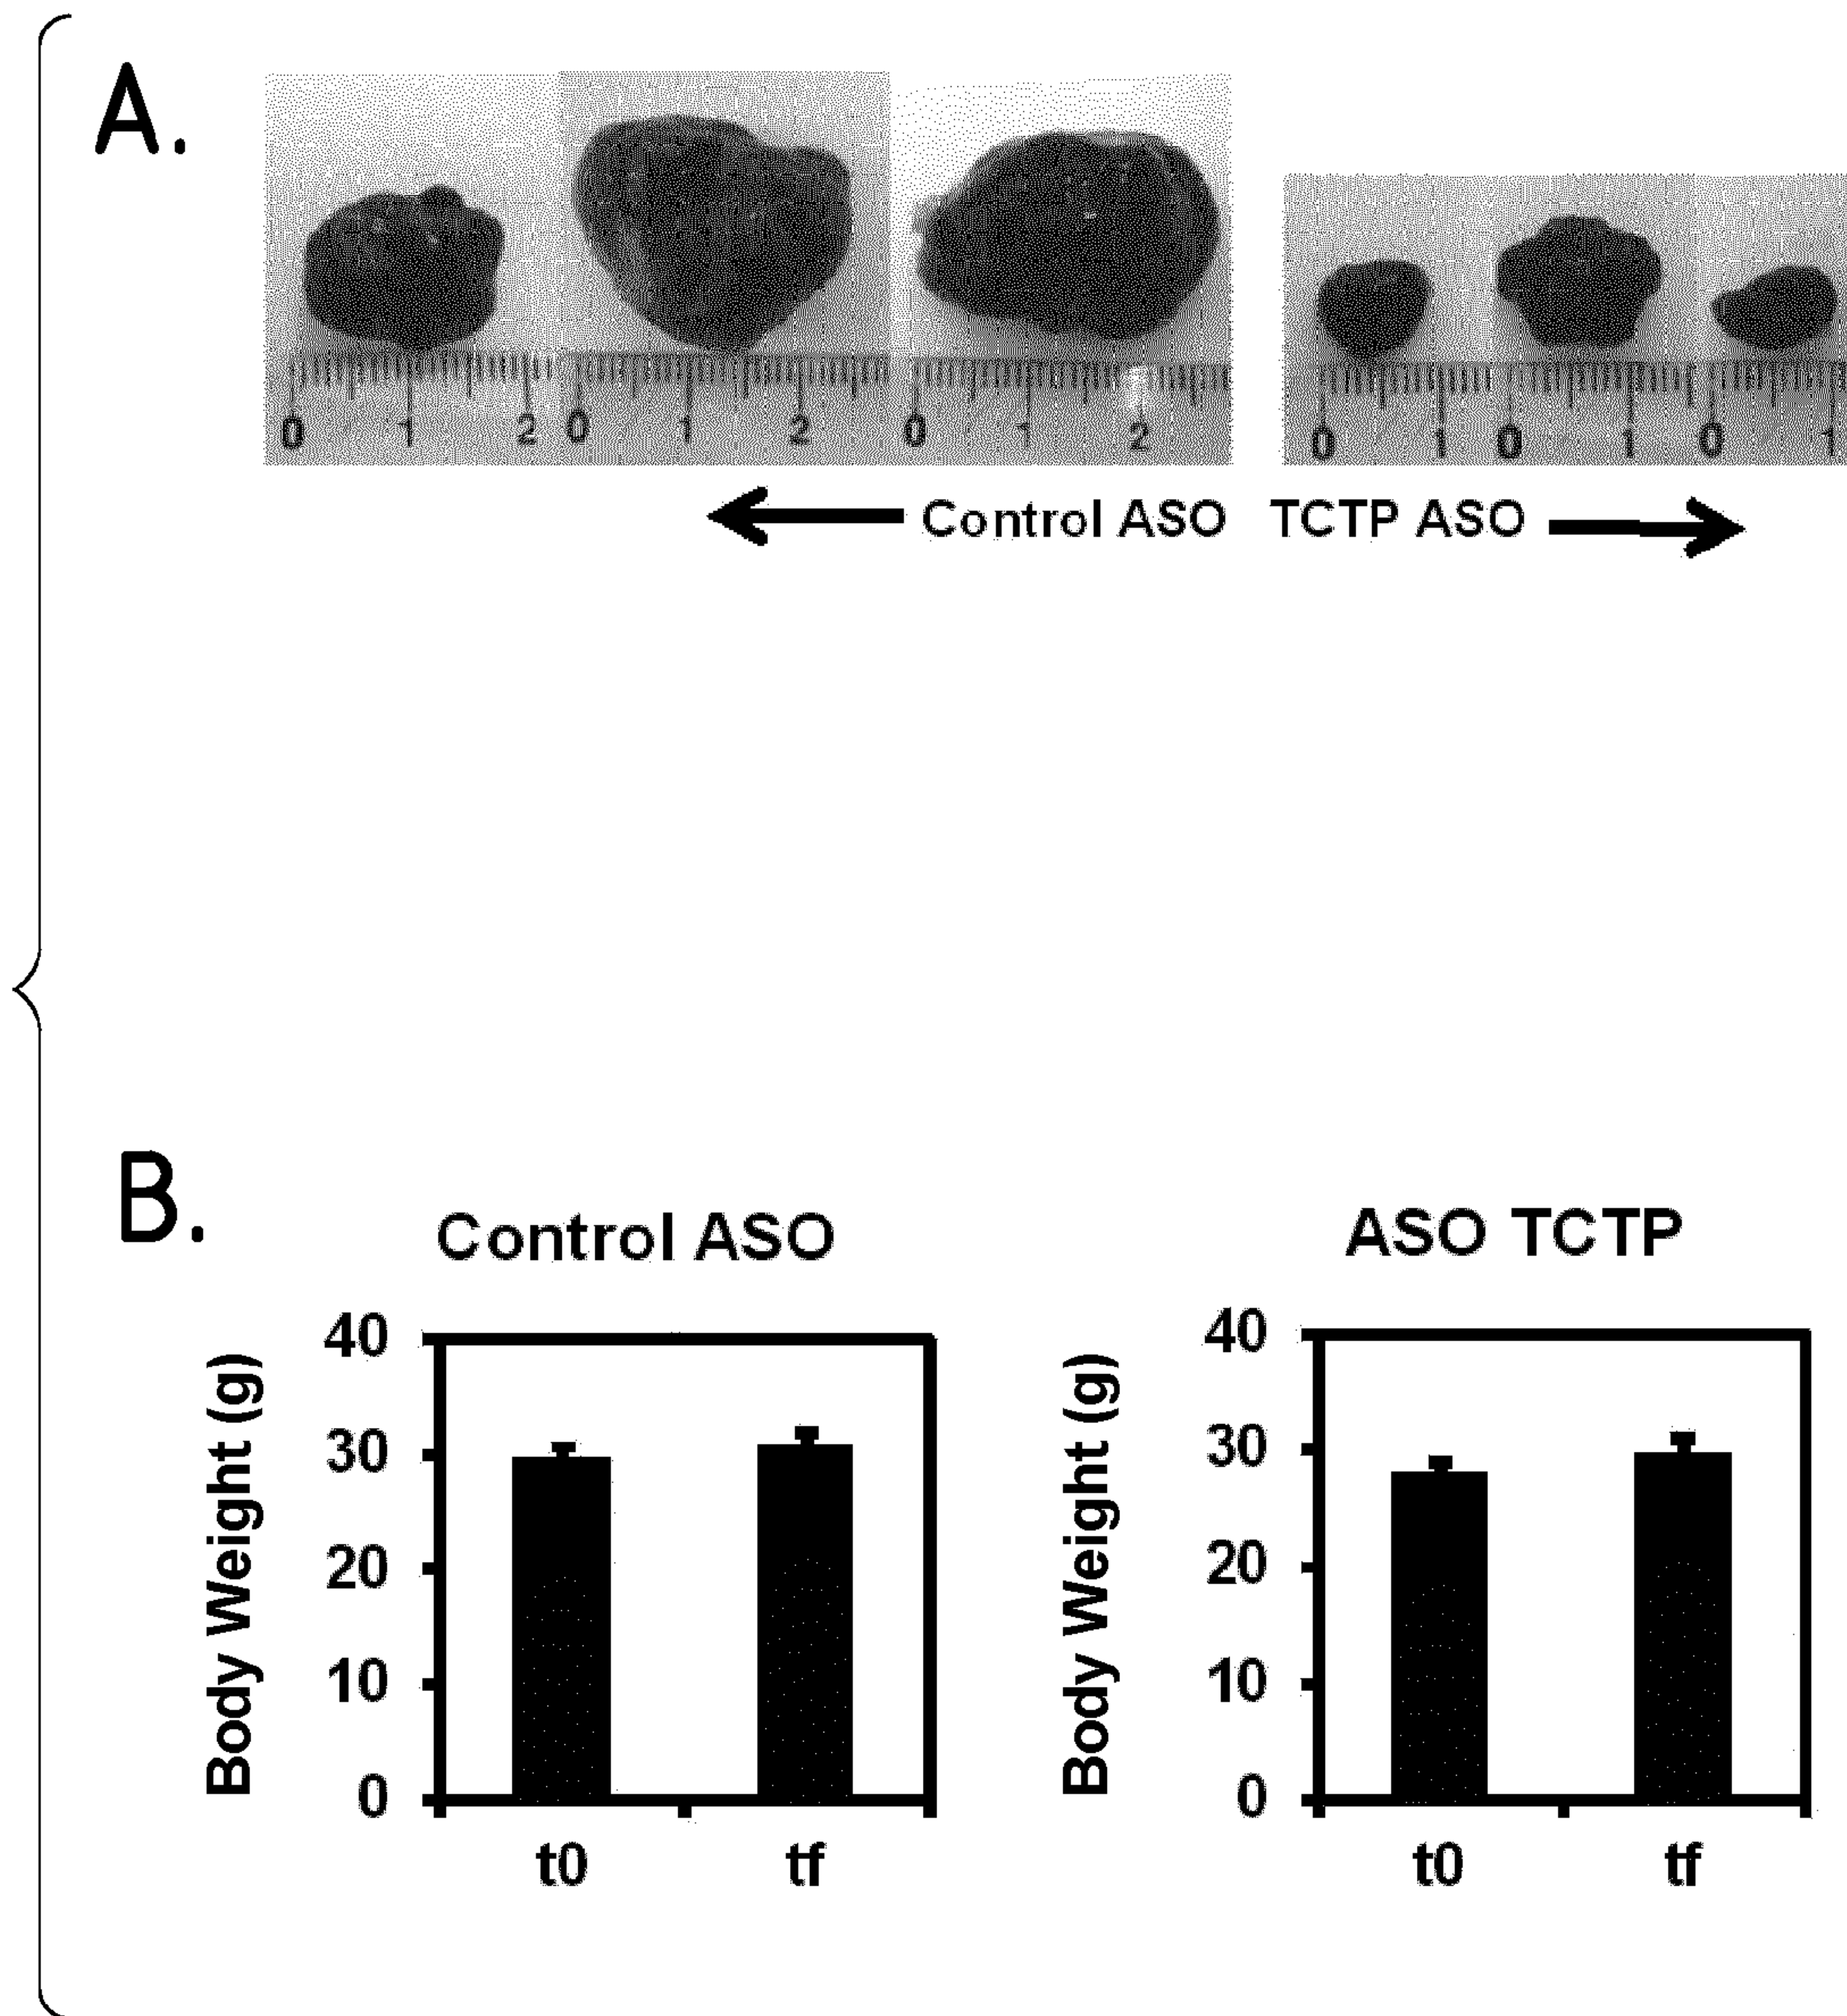 A.
0 1 2 0 1 2 0 1 2 0 1 0 1 0 1
Control ASO TCTP ASO
B.
Control ASO
ASO TCTP
Body Weight (g)
40
30
20
10
0
t0 tf
Body Weight (g)
40
30
20
10
0
t0 tf